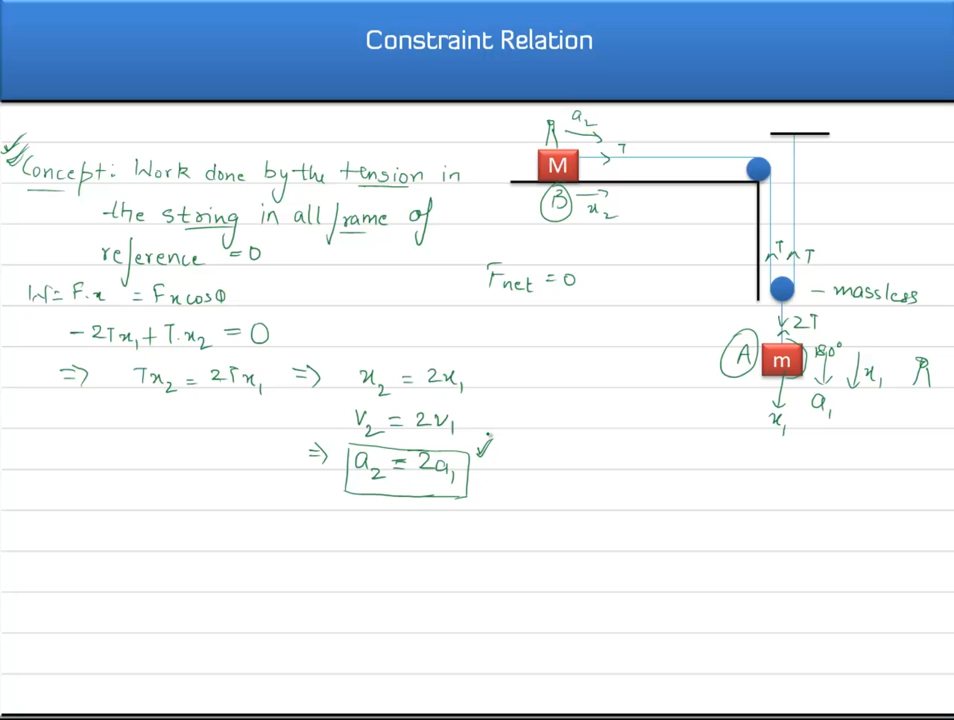 Constraint Relation
Concept: Work done by the tension in
the string in all frame of
reference = 0
W = F.x = Fx cosθ
- 2Tx₁ + T.x₂ = 0
⇒ Tx₂ = 2Tx₁ ⇒ x₂ = 2x₁
V₂ = 2v₁
⇒ a₂ = 2a₁
a₂
M
T
B
x₂
Fnet = 0
T
T
- massless
2T
A
m
180°
x₁
a₁
x₁